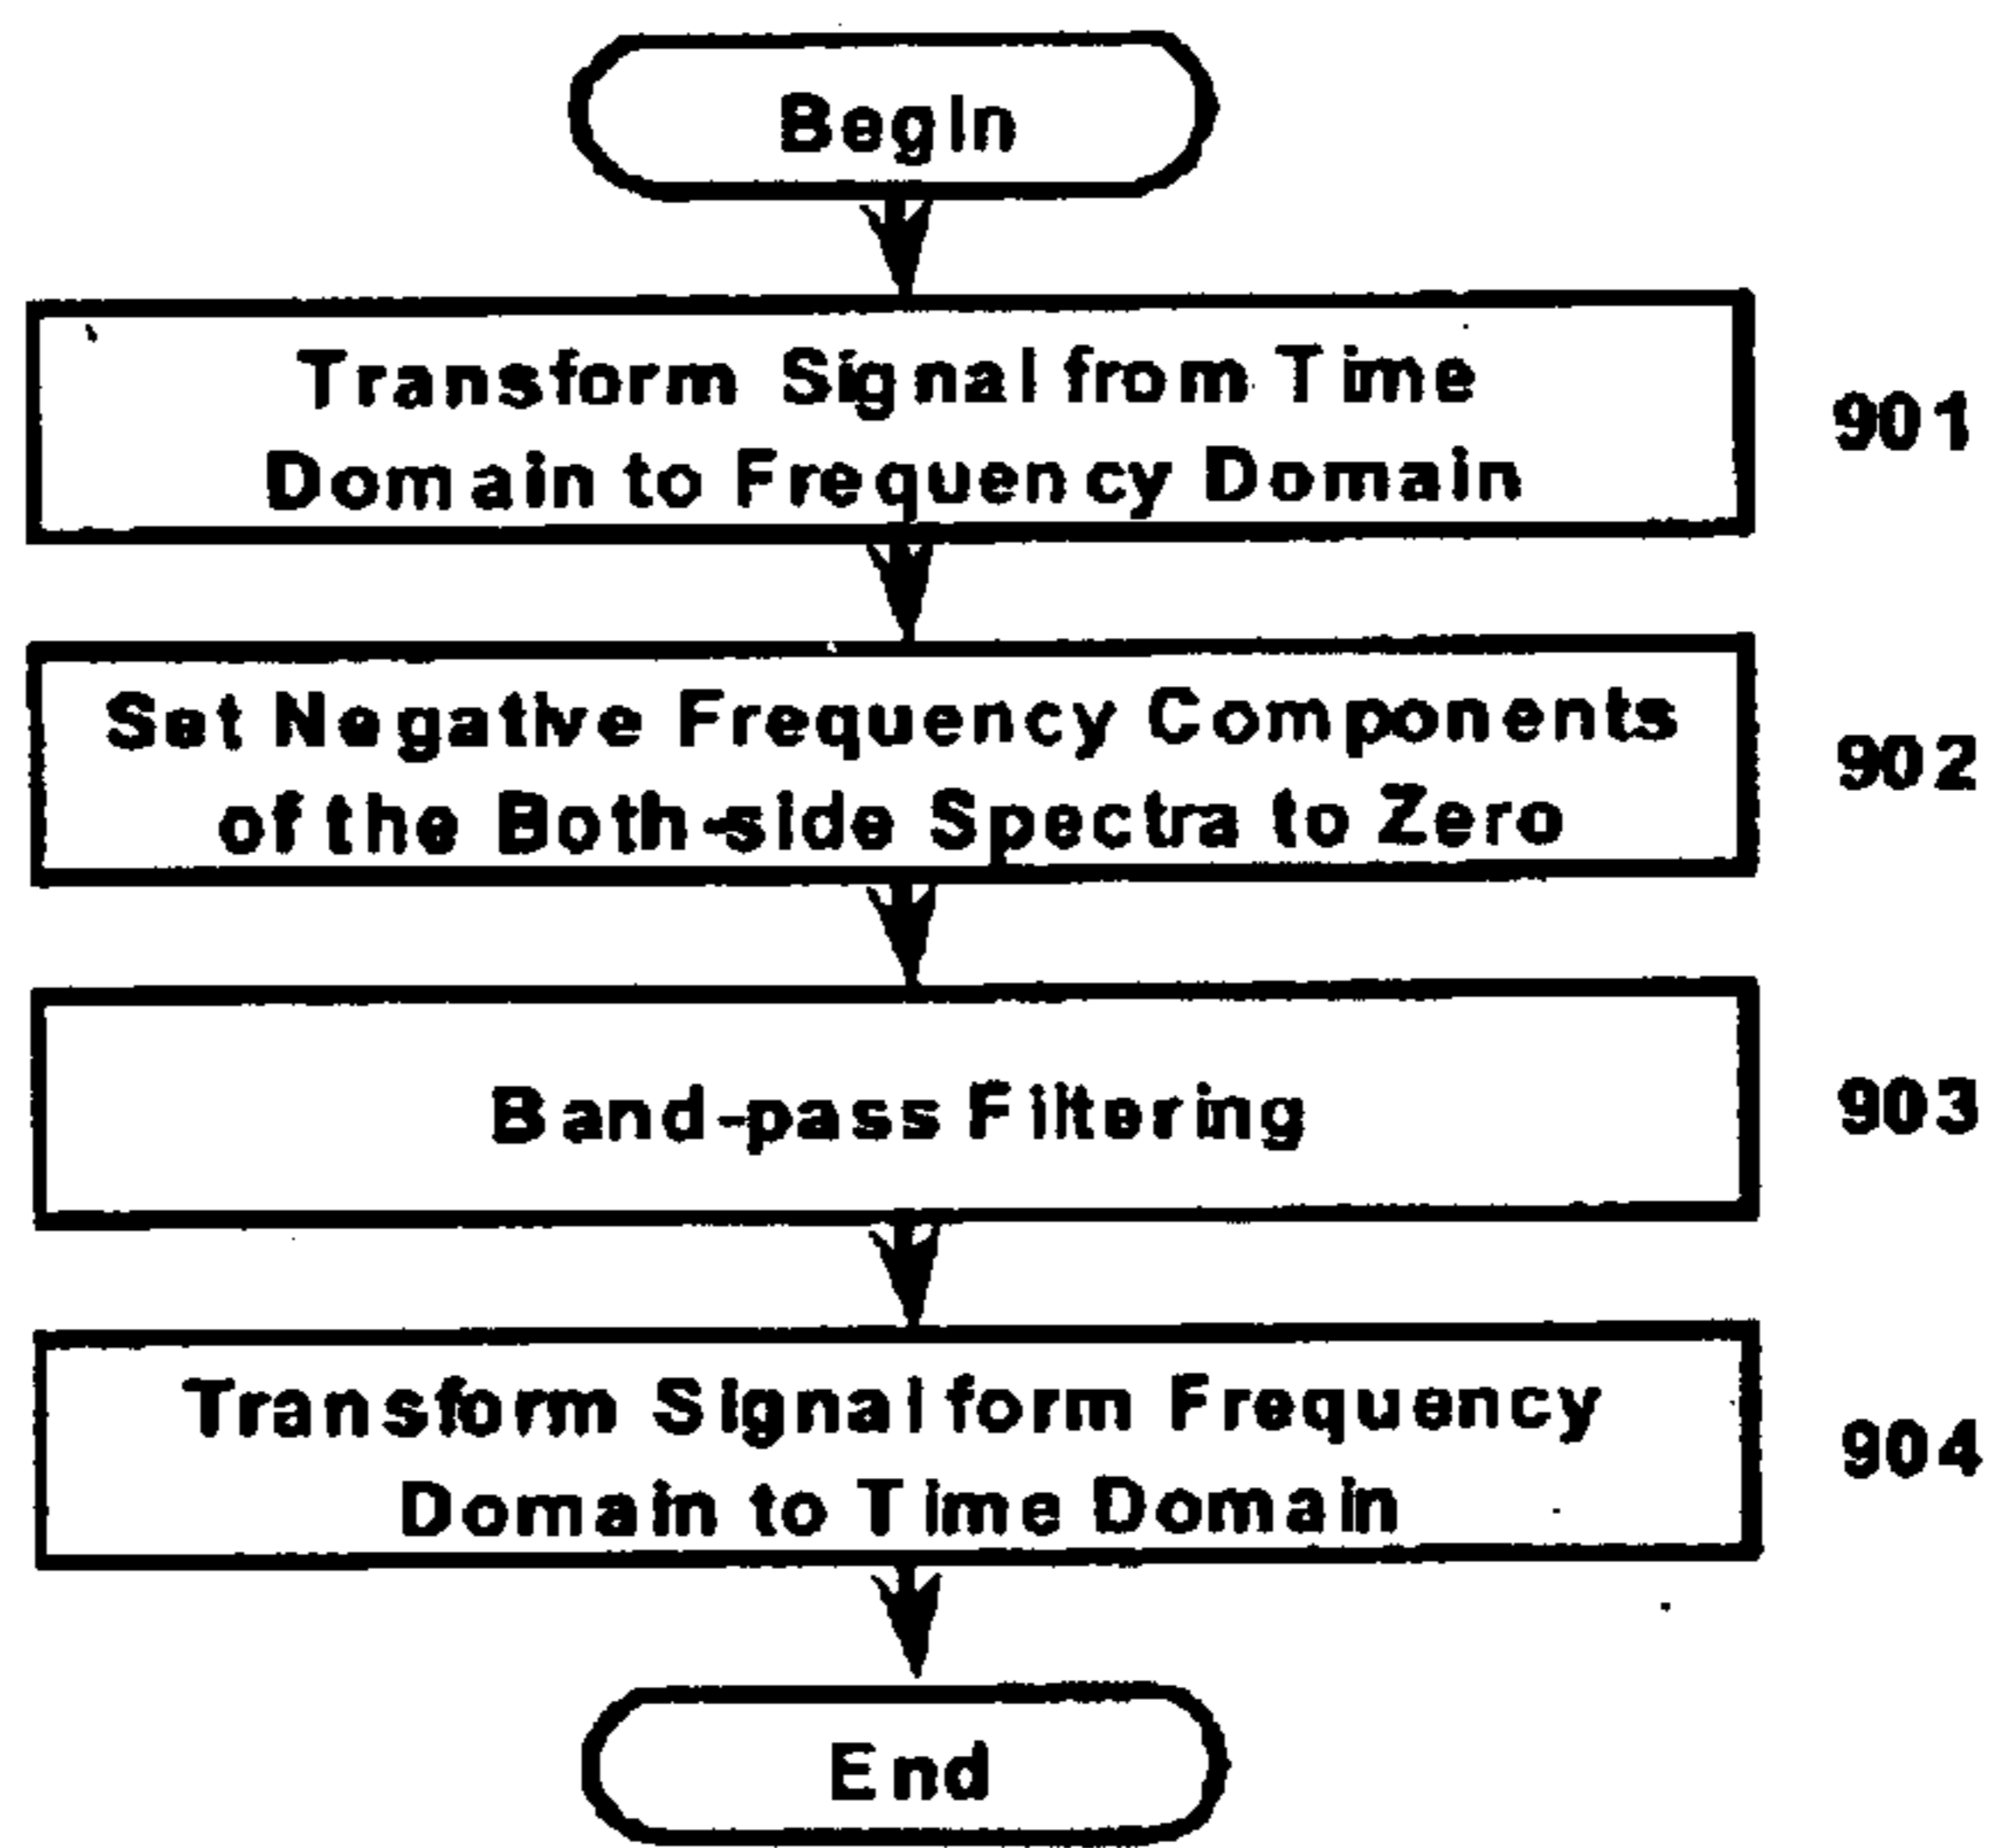 Begin
Transform Signal from Time
Domain to Frequency Domain
901
Set Negative Frequency Components
of the Both-side Spectra to Zero
902
Band-pass Filtering
903
Transform Signal form Frequency
Domain to Time Domain
904
End